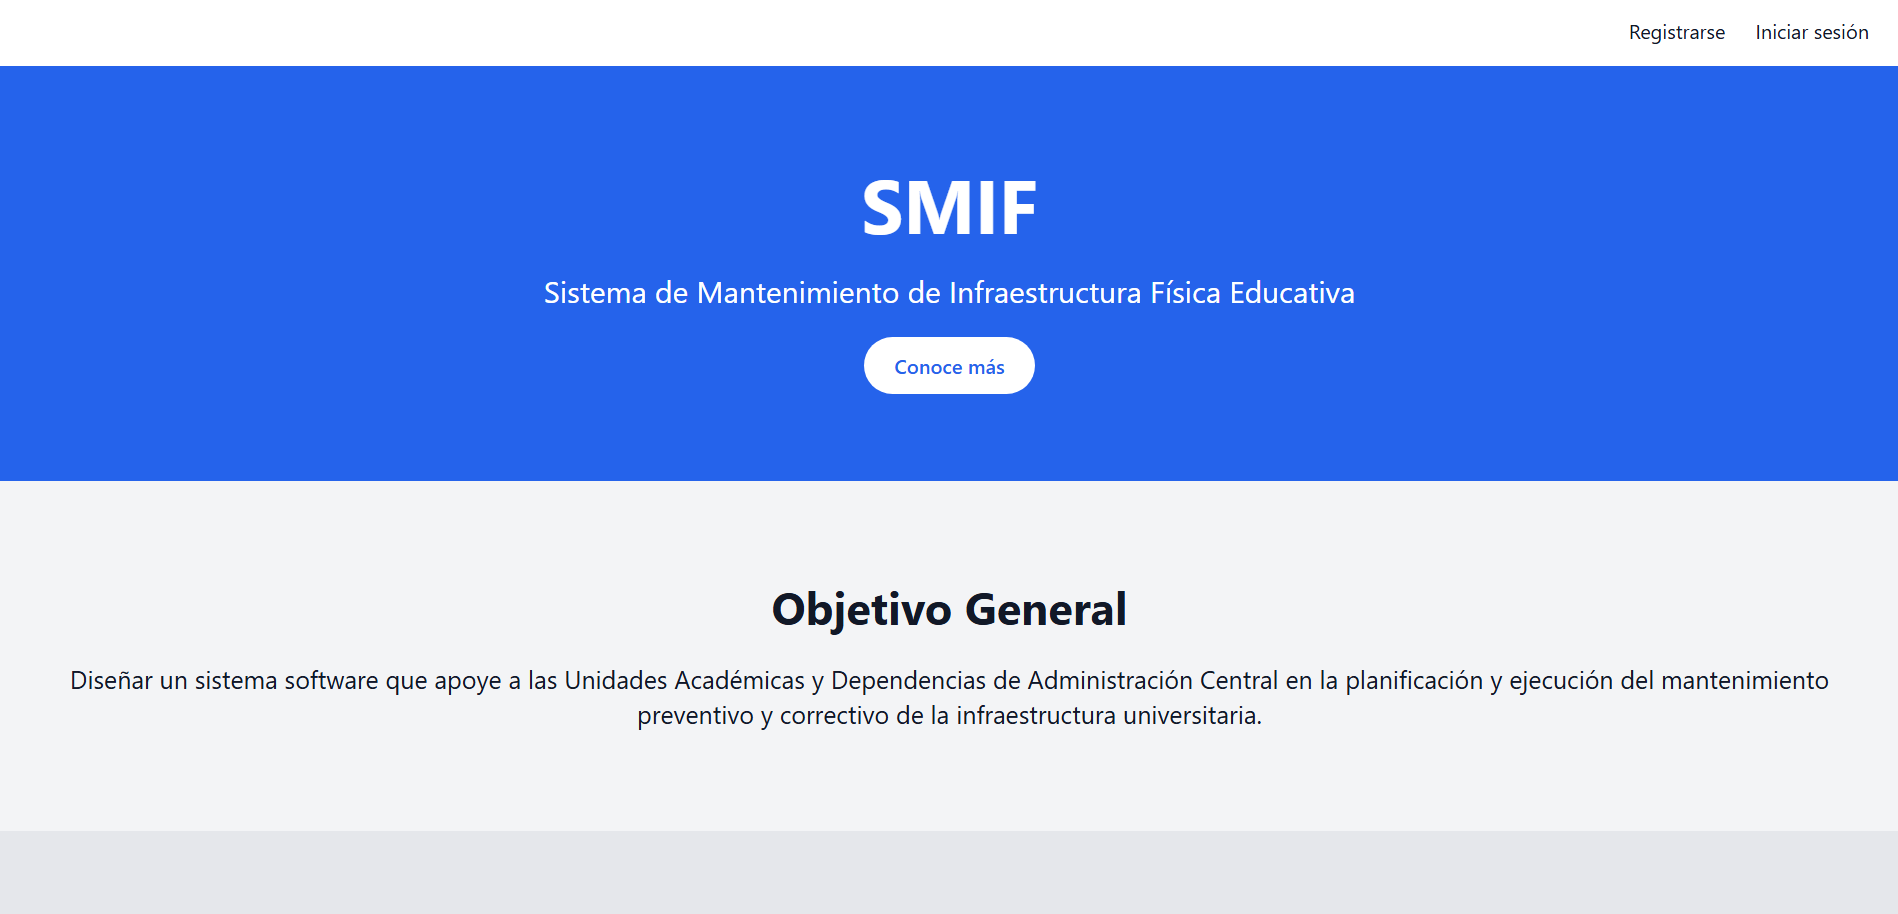 Registrarse Iniciar sesión
SMIF
Sistema de Mantenimiento de Infraestructura Física Educativa
Conoce más
Objetivo General
Diseñar un sistema software que apoye a las Unidades Académicas y Dependencias de Administración Central en la planificación y ejecución del mantenimiento
preventivo y correctivo de la infraestructura universitaria.